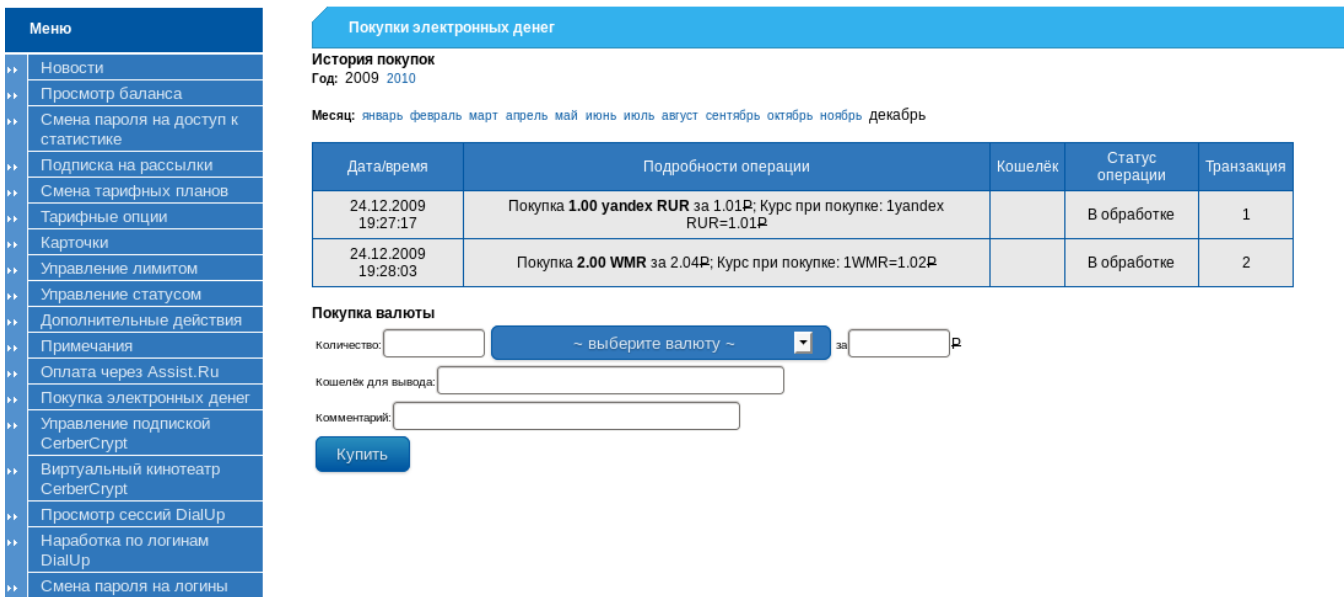 Меню
Новости
Просмотр баланса
Смена пароля на доступ к
статистике
Подписка на рассылки
Смена тарифных планов
Тарифные опции
Карточки
Управление лимитом
Управление статусом
Дополнительные действия
Примечания
Оплата через Assist.Ru
Покупка электронных денег
Управление подпиской
CerberCrypt
Виртуальный кинотеатр
CerberCrypt
Просмотр сессий DialUp
Наработка по логинам
DialUp
Смена пароля на логины
Покупки электронных денег
История покупок
Год: 2009 2010
Месяц: январь февраль март апрель май июнь июль август сентябрь октябрь ноябрь декабрь
Дата/время Подробности операции Кошелёк Статус операции Транзакция
24.12.2009 19:27:17 Покупка 1.00 yandex RUR за 1.01₽; Курс при покупке: 1yandex RUR=1.01₽ В обработке 1
24.12.2009 19:28:03 Покупка 2.00 WMR за 2.04₽; Курс при покупке: 1WMR=1.02₽ В обработке 2
Покупка валюты
Количество: ~ выберите валюту ~ за ₽
Кошелёк для вывода:
Комментарий:
Купить